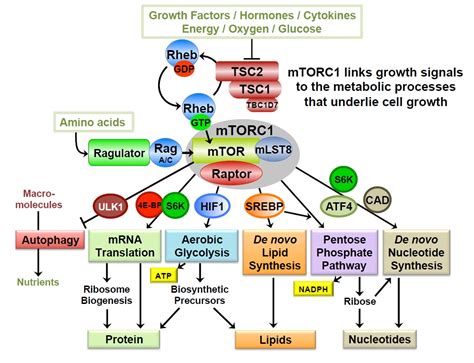 Growth Factors / Hormones / Cytokines
Energy / Oxygen / Glucose
Rheb
GDP
TSC2
TSC1
TBC1D7
mTORC1 links growth signals
to the metabolic processes
that underlie cell growth
Rheb
GTP
Amino acids
mTORC1
Ragulator
Rag
A/C
mTOR
mLST8
Raptor
Macro-
molecules
ULK1
4E-BP
S6K
HIF1
SREBP
S6K
ATF4
CAD
Autophagy
mRNA
Translation
Aerobic
Glycolysis
De novo
Lipid
Synthesis
Pentose
Phosphate
Pathway
De novo
Nucleotide
Synthesis
Nutrients
Ribosome
Biogenesis
ATP
Biosynthetic
Precursors
NADPH
Ribose
Protein
Lipids
Nucleotides